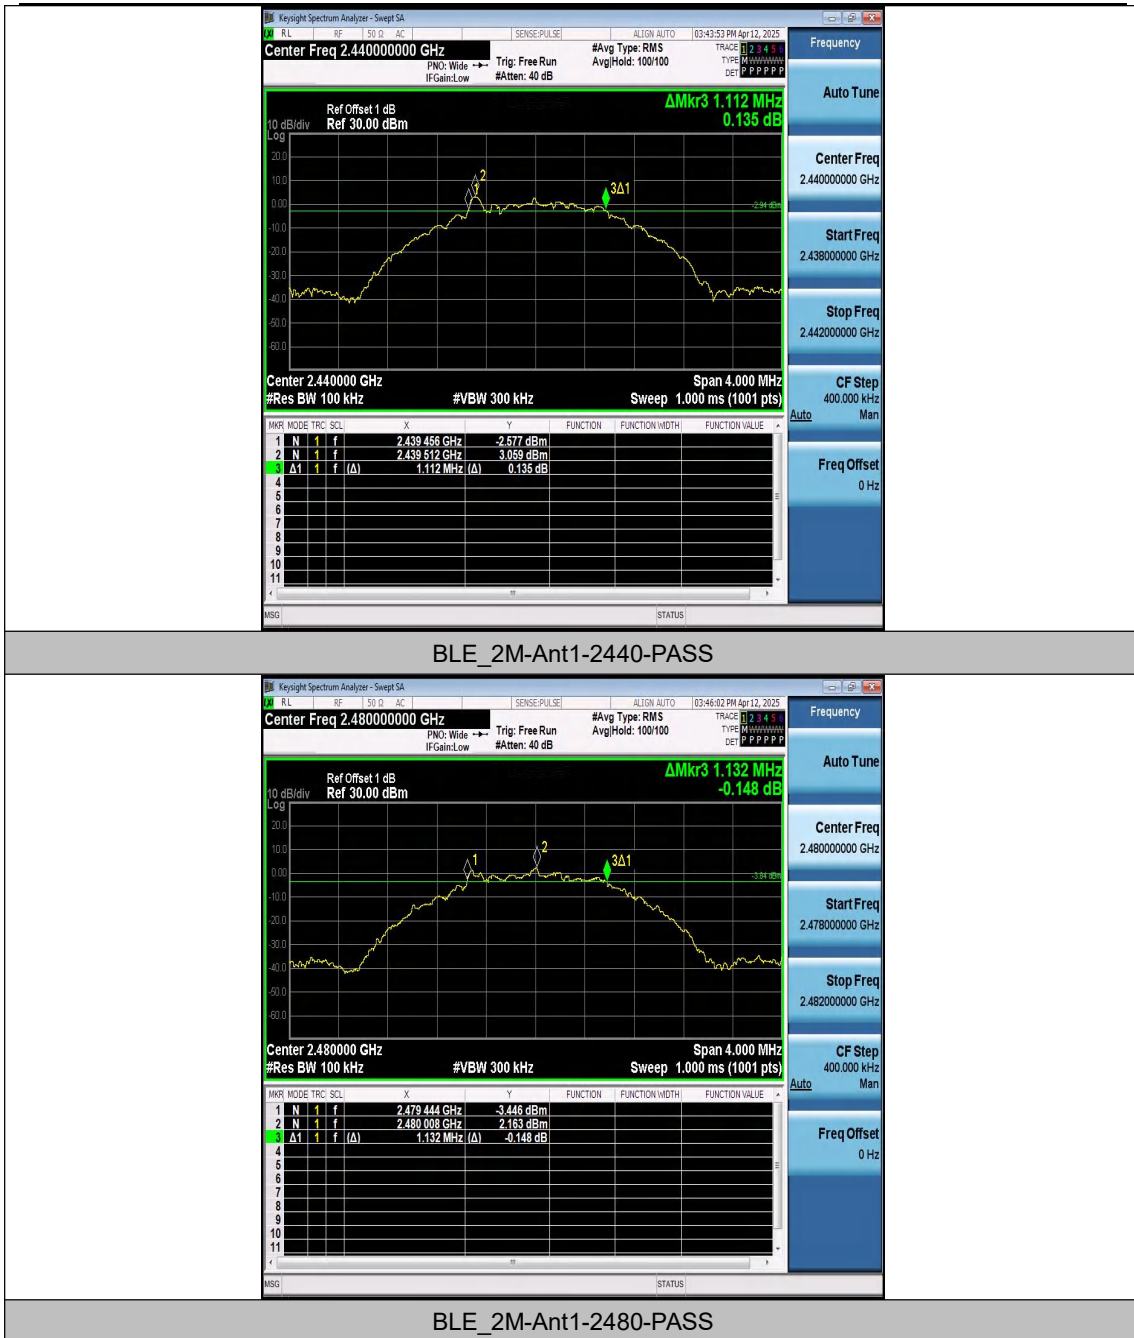 Keysight Spectrum Analyzer - Swept SA
RL RF 50 Ω AC SENSE:PULSE ALIGN AUTO 03:43:53 PM Apr 12, 2025
Center Freq 2.440000000 GHz
PNO: Wide
IFGain:Low
Trig: Free Run
#Atten: 40 dB
#Avg Type: RMS
Avg|Hold: 100/100
TRACE 1 2 3 4 5 6
TYPE M WWWWW
DET P P P P P P
Frequency
Auto Tune
Center Freq
2.440000000 GHz
Start Freq
2.438000000 GHz
Stop Freq
2.442000000 GHz
CF Step
400.000 kHz
Auto Man
Freq Offset
0 Hz
ΔMkr3 1.112 MHz
0.135 dB
Ref Offset 1 dB
10 dB/div Ref 30.00 dBm
Log
20.0
10.0
0.00
-10.0
-20.0
-30.0
-40.0
-50.0
-60.0
1
2
3Δ1
-2.94 dBm
Center 2.440000 GHz Span 4.000 MHz
#Res BW 100 kHz #VBW 300 kHz Sweep 1.000 ms (1001 pts)
MKR MODE TRC SCL X Y FUNCTION FUNCTION WIDTH FUNCTION VALUE
1 N 1 f 2.439 456 GHz -2.577 dBm
2 N 1 f 2.439 512 GHz 3.059 dBm
3 Δ1 1 f (Δ) 1.112 MHz (Δ) 0.135 dB
4
5
6
7
8
9
10
11
MSG STATUS
BLE_2M-Ant1-2440-PASS
Keysight Spectrum Analyzer - Swept SA
RL RF 50 Ω AC SENSE:PULSE ALIGN AUTO 03:46:02 PM Apr 12, 2025
Center Freq 2.480000000 GHz
PNO: Wide
IFGain:Low
Trig: Free Run
#Atten: 40 dB
#Avg Type: RMS
Avg|Hold: 100/100
TRACE 1 2 3 4 5 6
TYPE M WWWWW
DET P P P P P P
Frequency
Auto Tune
Center Freq
2.480000000 GHz
Start Freq
2.478000000 GHz
Stop Freq
2.482000000 GHz
CF Step
400.000 kHz
Auto Man
Freq Offset
0 Hz
ΔMkr3 1.132 MHz
-0.148 dB
Ref Offset 1 dB
10 dB/div Ref 30.00 dBm
Log
20.0
10.0
0.00
-10.0
-20.0
-30.0
-40.0
-50.0
-60.0
1
2
3Δ1
-3.84 dBm
Center 2.480000 GHz Span 4.000 MHz
#Res BW 100 kHz #VBW 300 kHz Sweep 1.000 ms (1001 pts)
MKR MODE TRC SCL X Y FUNCTION FUNCTION WIDTH FUNCTION VALUE
1 N 1 f 2.479 444 GHz -3.446 dBm
2 N 1 f 2.480 008 GHz 2.163 dBm
3 Δ1 1 f (Δ) 1.132 MHz (Δ) -0.148 dB
4
5
6
7
8
9
10
11
MSG STATUS
BLE_2M-Ant1-2480-PASS